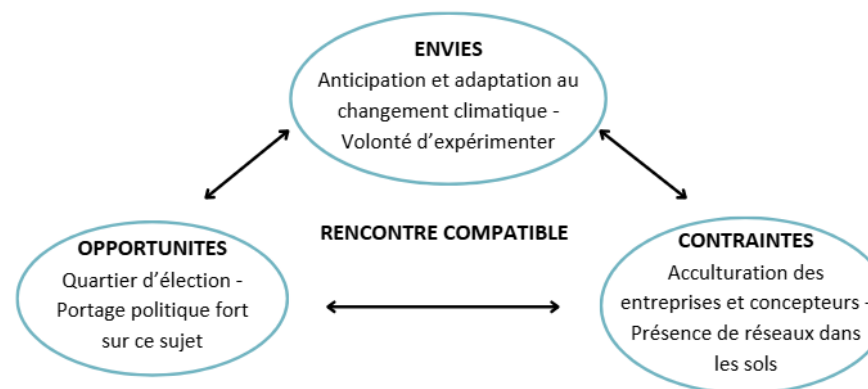 ENVIES
Anticipation et adaptation au
changement climatique -
Volonté d’expérimenter
RENCONTRE COMPATIBLE
OPPORTUNITES
Quartier d’élection -
Portage politique fort
sur ce sujet
CONTRAINTES
Acculturation des
entreprises et concepteurs -
Présence de réseaux dans
les sols